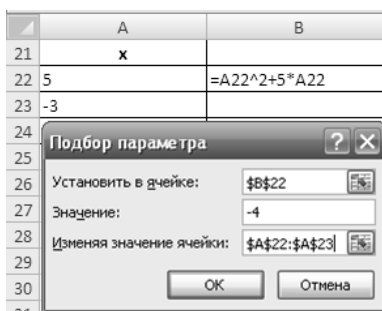 A B
21 x
22 5 =A22^2+5*A22
23 -3
24
Подбор параметра
25
26 Установить в ячейке: $B$22
27 Значение: -4
28 Изменяя значение ячейки: $A$22:$A$23
29
30 ОК Отмена